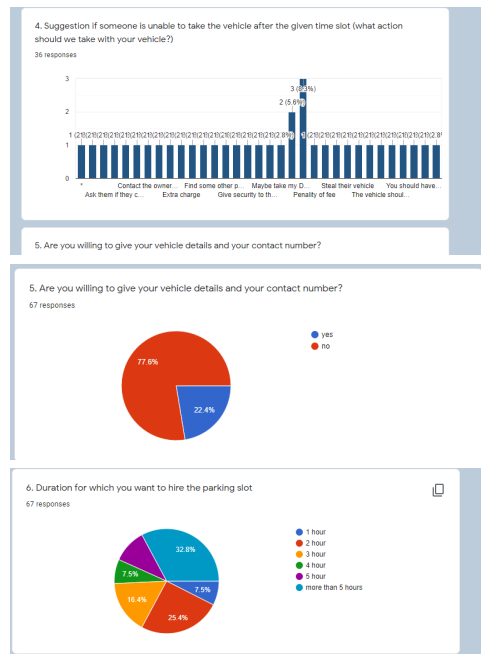 4. Suggestion if someone is unable to take the vehicle after the given time slot (what action
should we take with your vehicle?)
36 responses
3
3 (8.3%)
2 (5.6%)
2
1
0
*
Contact the owner…
Find some other p…
Maybe take my D…
Steal their vehicle
You should have…
Ask them if they c…
Extra charge
Give security to th…
Penality of fee
The vehicle shoul…
5. Are you willing to give your vehicle details and your contact number?
5. Are you willing to give your vehicle details and your contact number?
67 responses
yes
no
77.6%
22.4%
6. Duration for which you want to hire the parking slot
67 responses
1 hour
2 hour
3 hour
4 hour
5 hour
more than 5 hours
32.8%
7.5%
7.5%
16.4%
25.4%